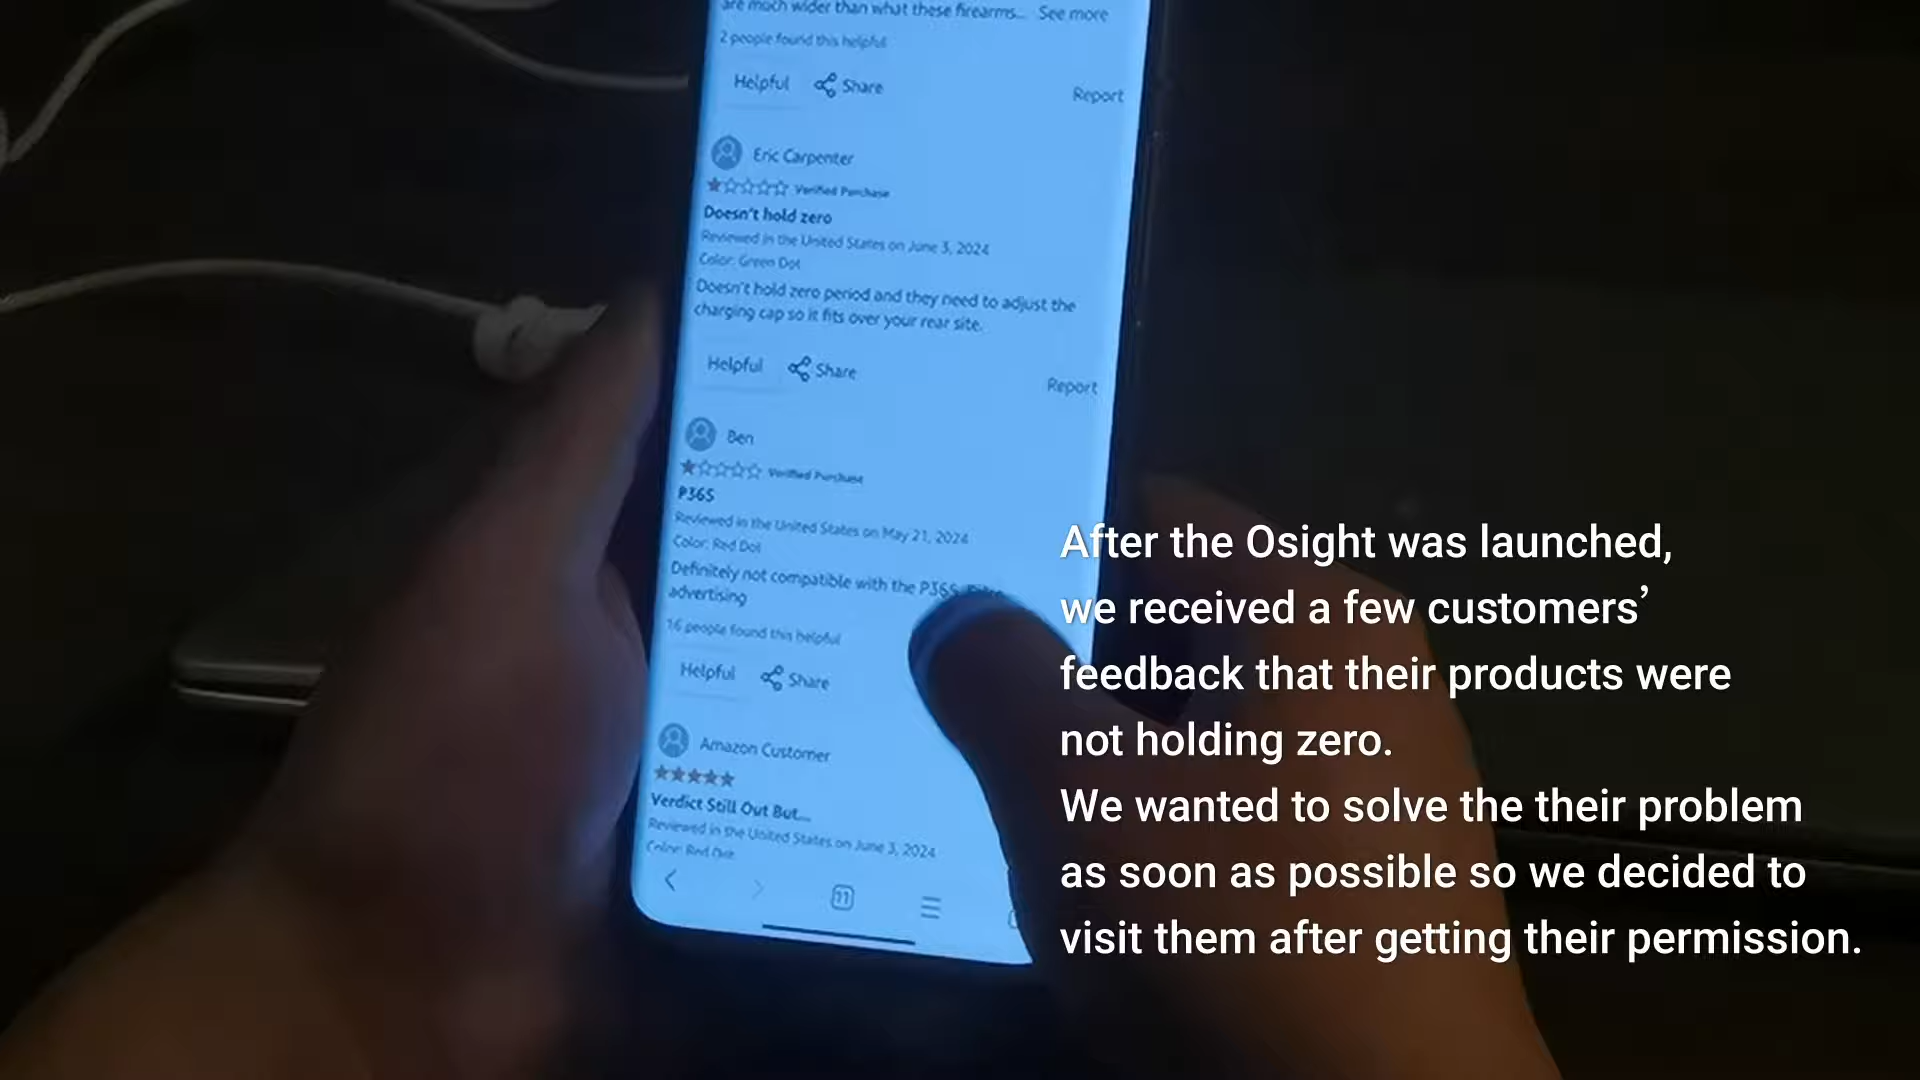 are much wider than what these firearms... See more
2 people found this helpful
Helpful Share Report
Eric Carpenter
Verified Purchase
Doesn't hold zero
Reviewed in the United States on June 3, 2024
Color: Green Dot
Doesn't hold zero period and they need to adjust the
charging cap so it fits over your rear site.
Helpful Share Report
Ben
Verified Purchase
P365
Reviewed in the United States on May 21, 2024
Color: Red Dot
Definitely not compatible with the P365.
advertising
16 people found this helpful
Helpful Share
Amazon Customer
Verdict Still Out But...
Reviewed in the United States on June 3, 2024
Color: Red Dot
11
After the Osight was launched,
we received a few customers’
feedback that their products were
not holding zero.
We wanted to solve the their problem
as soon as possible so we decided to
visit them after getting their permission.